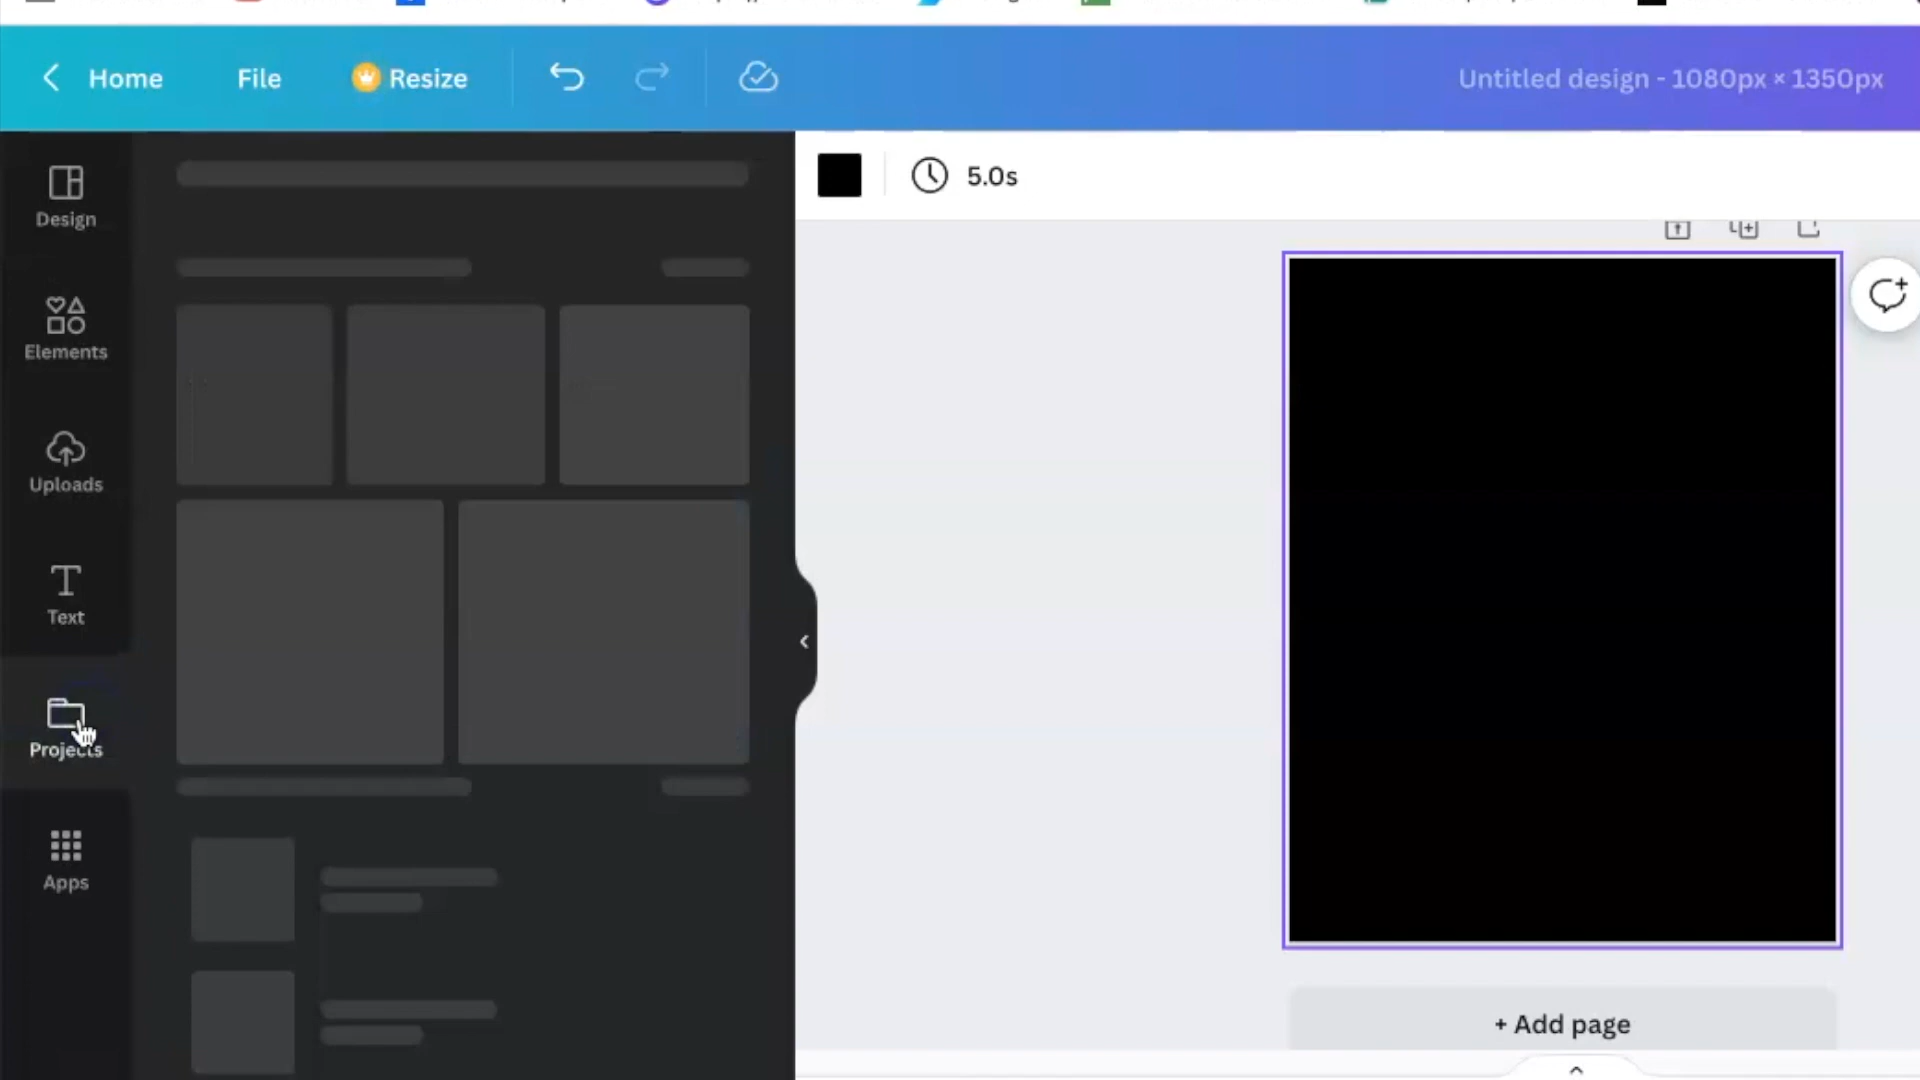 Home File Resize Untitled design - 1080px × 1350px
5.0s
Design
Elements
Uploads
Text
Projects
Apps
+ Add page